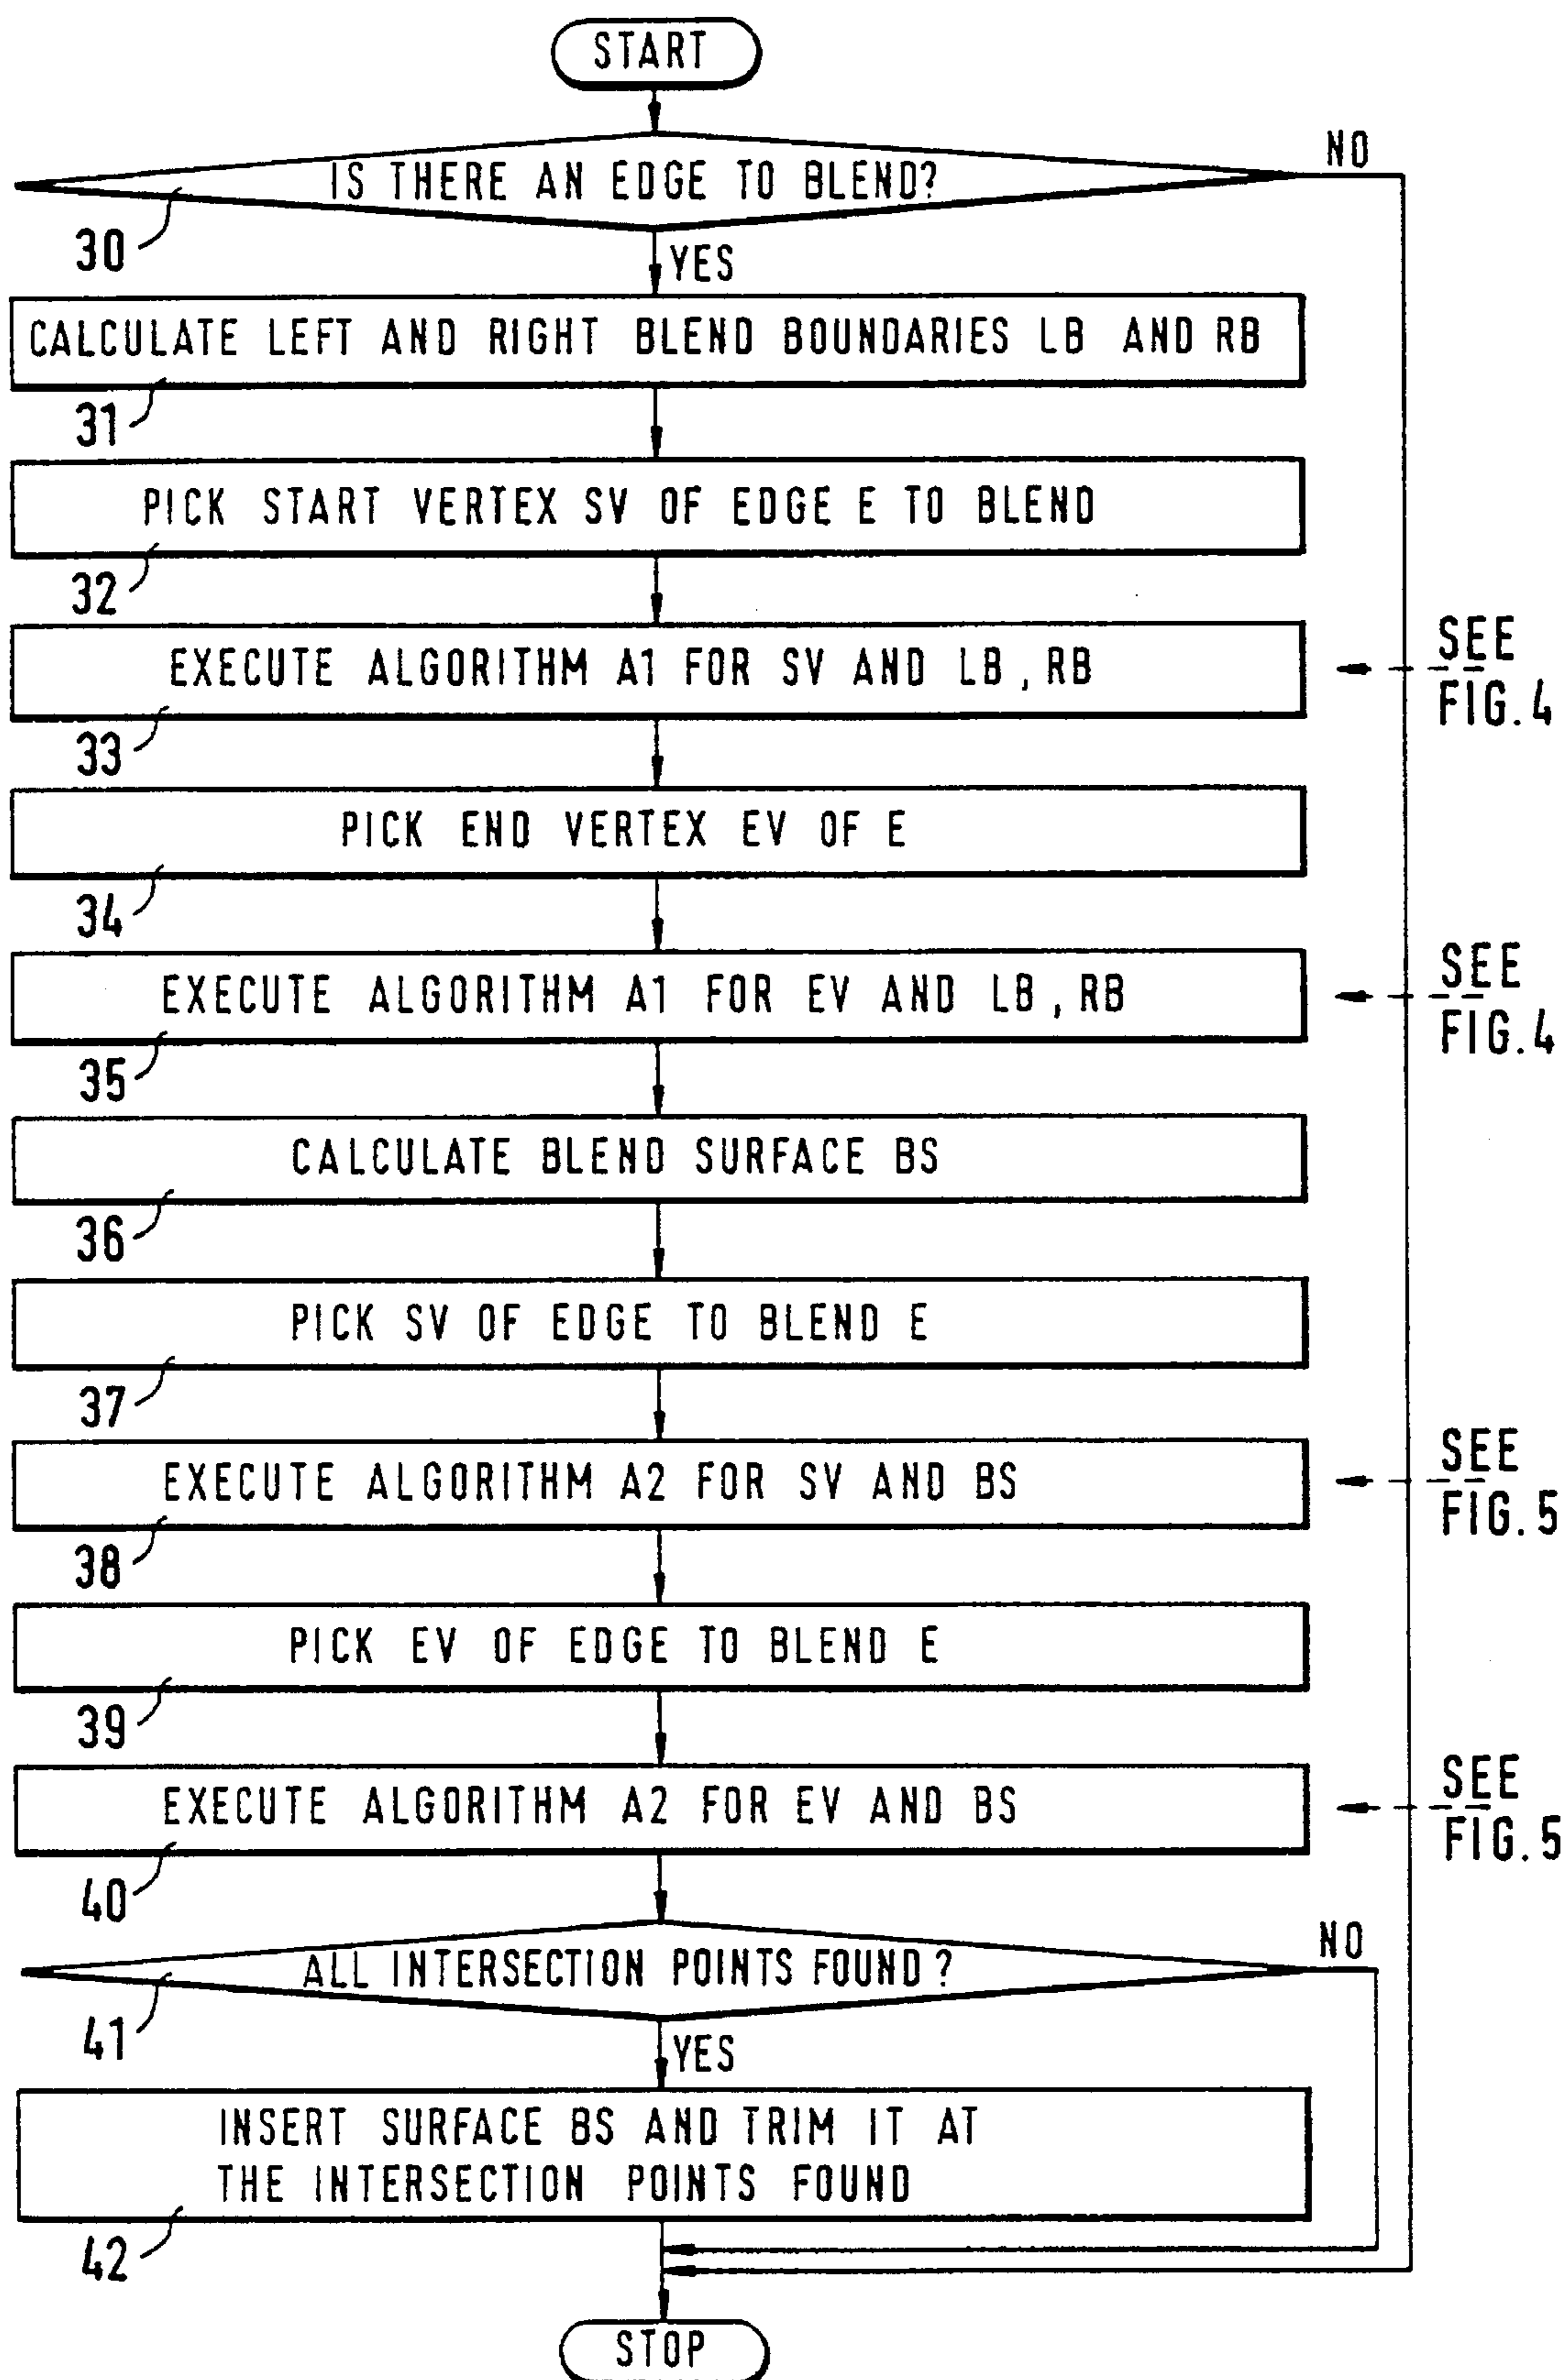 START
IS THERE AN EDGE TO BLEND?
NO
30
YES
CALCULATE LEFT AND RIGHT BLEND BOUNDARIES LB AND RB
31
PICK START VERTEX SV OF EDGE E TO BLEND
32
EXECUTE ALGORITHM A1 FOR SV AND LB, RB
SEE
FIG.4
33
PICK END VERTEX EV OF E
34
EXECUTE ALGORITHM A1 FOR EV AND LB, RB
SEE
FIG.4
35
CALCULATE BLEND SURFACE BS
36
PICK SV OF EDGE TO BLEND E
37
EXECUTE ALGORITHM A2 FOR SV AND BS
SEE
FIG.5
38
PICK EV OF EDGE TO BLEND E
39
EXECUTE ALGORITHM A2 FOR EV AND BS
SEE
FIG.5
40
ALL INTERSECTION POINTS FOUND?
NO
41
YES
INSERT SURFACE BS AND TRIM IT AT
THE INTERSECTION POINTS FOUND
42
STOP